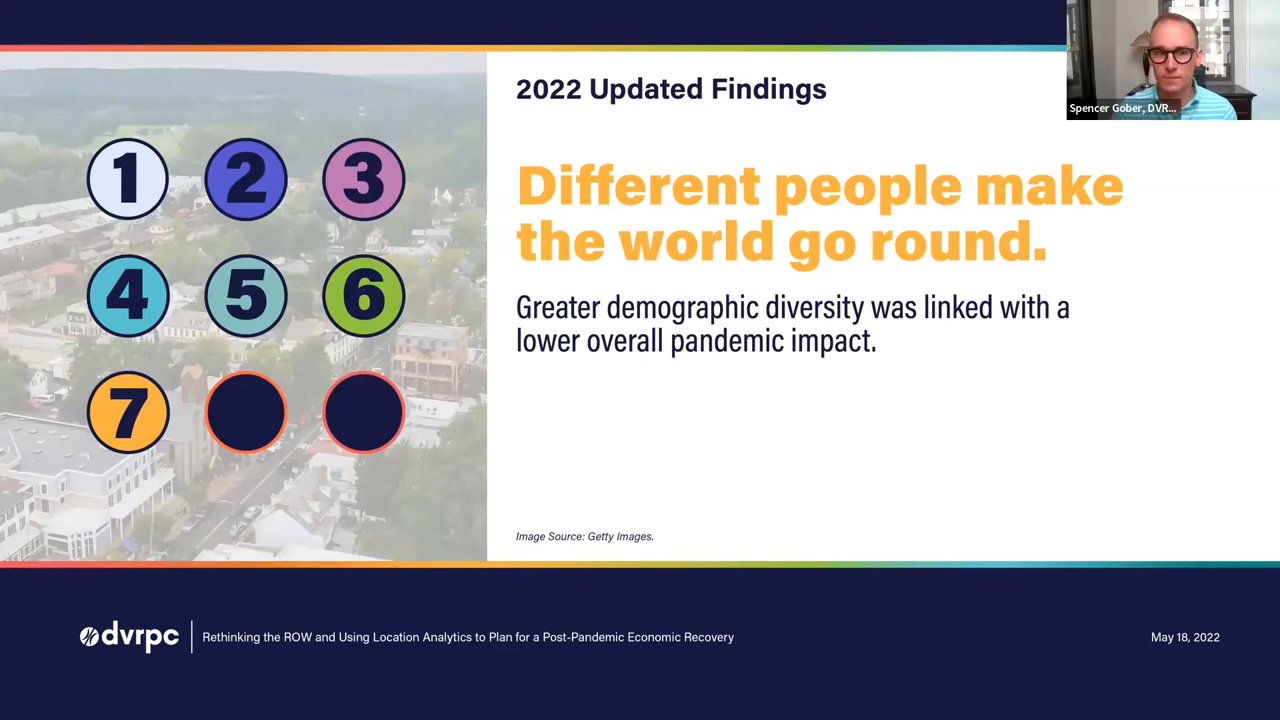 Spencer Gober, DVR...
2022 Updated Findings
1 2 3
4 5 6
7
Different people make
the world go round.
Greater demographic diversity was linked with a
lower overall pandemic impact.
Image Source: Getty Images.
dvrpc
Rethinking the ROW and Using Location Analytics to Plan for a Post-Pandemic Economic Recovery
May 18, 2022